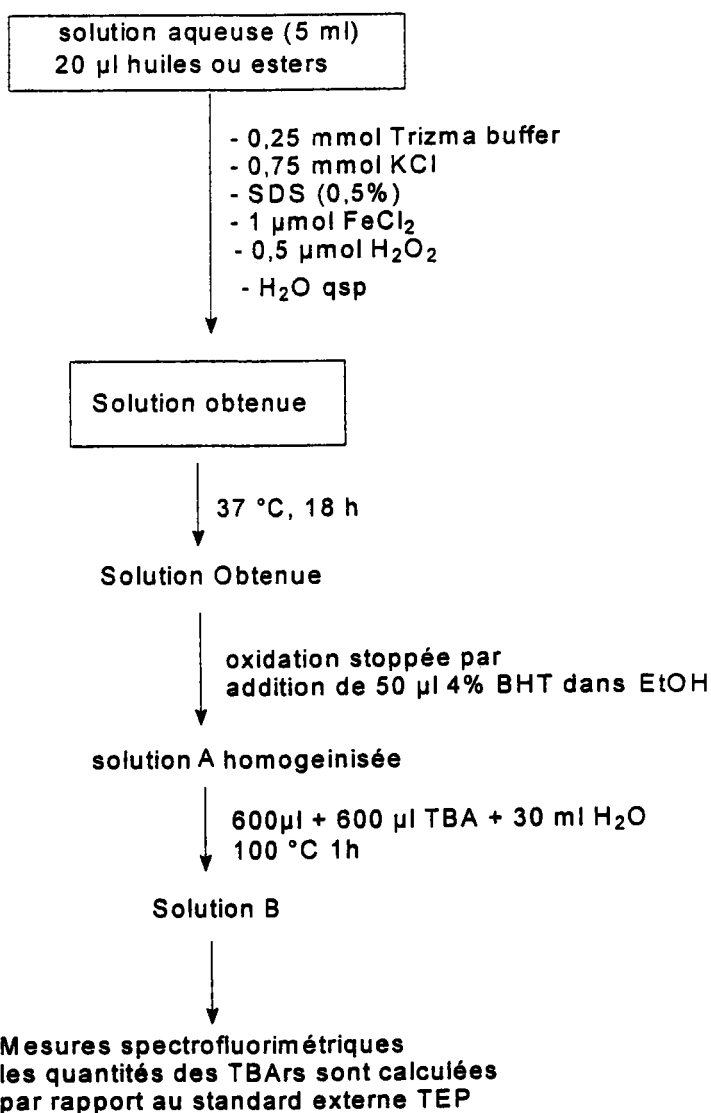 solution aqueuse (5 ml)
20 µl huiles ou esters
- 0,25 mmol Trizma buffer
- 0,75 mmol KCl
- SDS (0,5%)
- 1 µmol FeCl₂
- 0,5 µmol H₂O₂
- H₂O qsp
Solution obtenue
37 °C, 18 h
Solution Obtenue
oxidation stoppée par
addition de 50 µl 4% BHT dans EtOH
solution A homogeinisée
600µl + 600 µl TBA + 30 ml H₂O
100 °C 1h
Solution B
Mesures spectrofluorimétriques
les quantités des TBArs sont calculées
par rapport au standard externe TEP